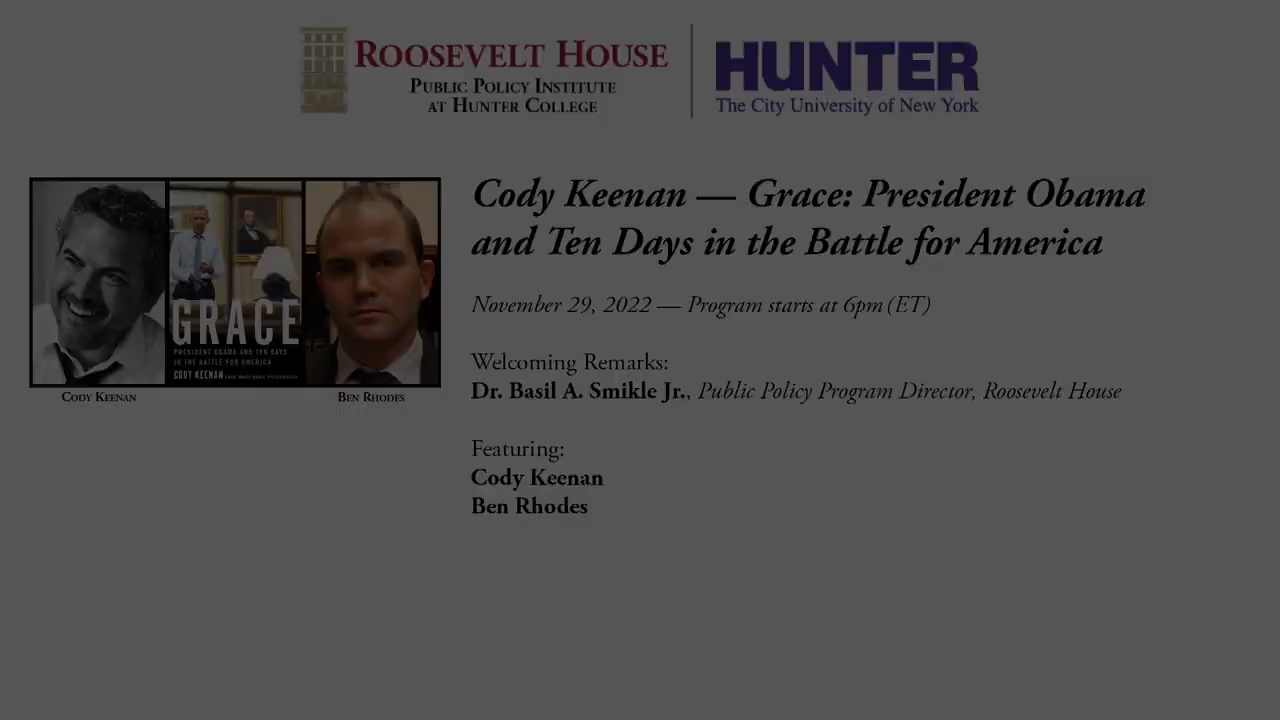 ROOSEVELT HOUSE
PUBLIC POLICY INSTITUTE
AT HUNTER COLLEGE
HUNTER
The City University of New York
Cody Keenan — Grace: President Obama
and Ten Days in the Battle for America
GRACE
PRESIDENT OBAMA AND TEN DAYS
IN THE BATTLE FOR AMERICA
CODY KEENAN
CODY KEENAN
BEN RHODES
November 29, 2022 — Program starts at 6pm (ET)
Welcoming Remarks:
Dr. Basil A. Smikle Jr., Public Policy Program Director, Roosevelt House
Featuring:
Cody Keenan
Ben Rhodes